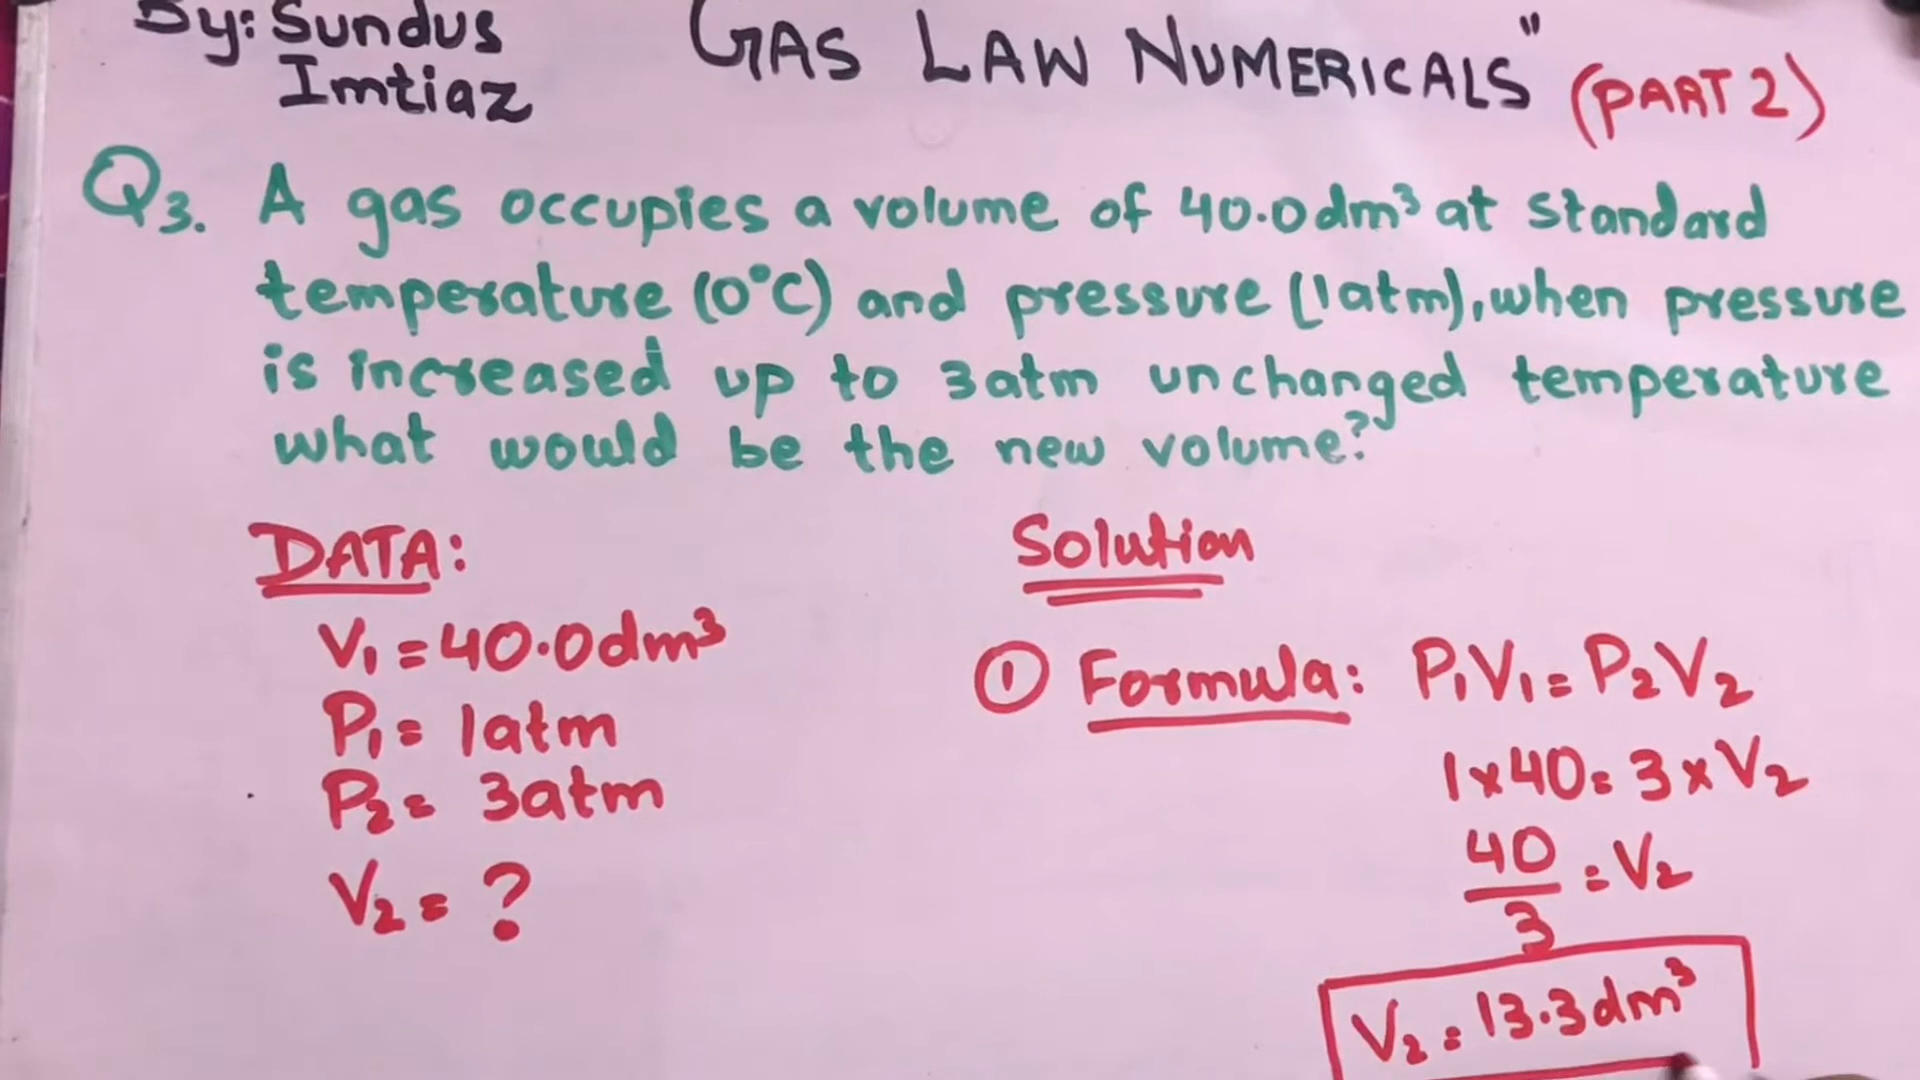 By: Sundus
Imtiaz
GAS LAW NUMERICALS" (PART 2)
Q3. A gas occupies a volume of 40.0dm³ at standard
temperature (0°C) and pressure (1atm), when pressure
is increased up to 3atm unchanged temperature
what would be the new volume?
DATA:
V₁ = 40.0dm³
P₁ = 1atm
P₂ = 3atm
V₂ = ?
Solution
① Formula: P₁V₁ = P₂V₂
1x40 = 3xV₂
40/3 = V₂
V₂ = 13.3dm³